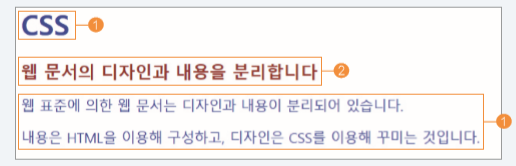 CSS ①
웹 문서의 디자인과 내용을 분리합니다 ②
웹 표준에 의한 웹 문서는 디자인과 내용이 분리되어 있습니다.
내용은 HTML을 이용해 구성하고, 디자인은 CSS를 이용해 꾸미는 것입니다. ①